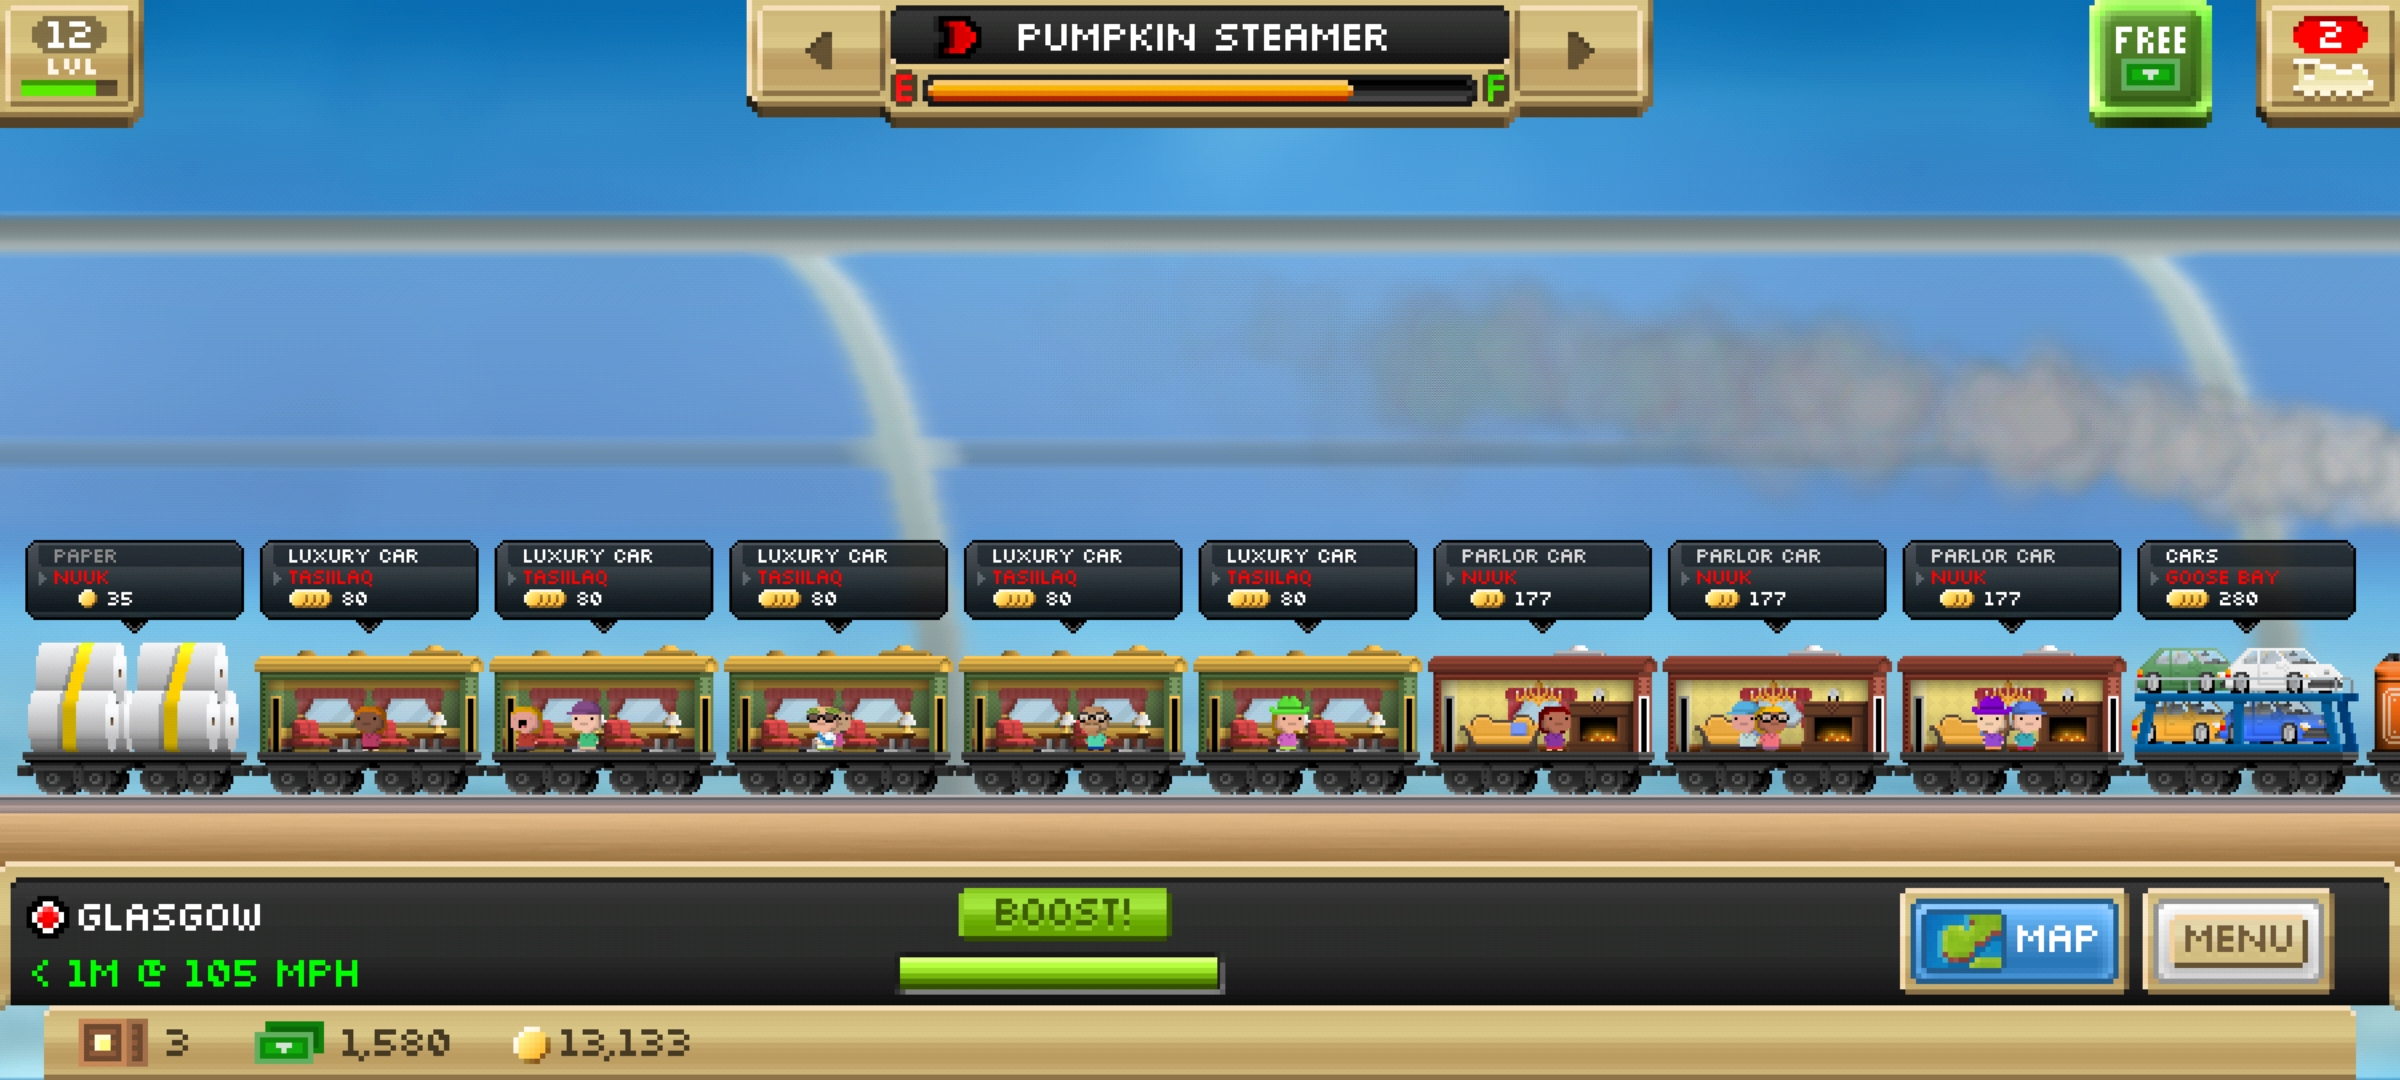 12
LVL
PUMPKIN STEAMER
E F
FREE
2
PAPER
NUUK
35
LUXURY CAR
TASIILAQ
80
LUXURY CAR
TASIILAQ
80
LUXURY CAR
TASIILAQ
80
LUXURY CAR
TASIILAQ
80
LUXURY CAR
TASIILAQ
80
PARLOR CAR
NUUK
177
PARLOR CAR
NUUK
177
PARLOR CAR
NUUK
177
CARS
GOOSE BAY
280
GLASGOW
< 1M @ 105 MPH
BOOST!
MAP
MENU
3
1,580
13,133